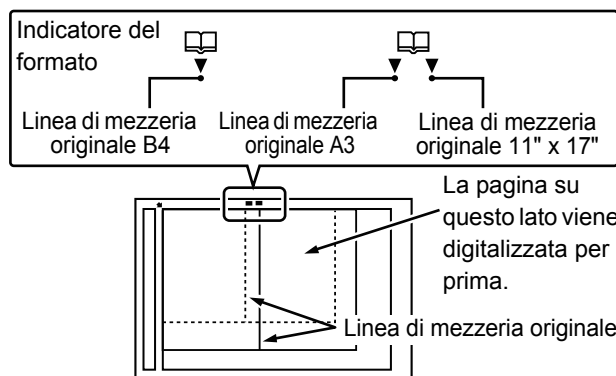 Indicatore del
formato
Linea di mezzeria
originale B4
Linea di mezzeria
originale A3
Linea di mezzeria
originale 11" x 17"
La pagina su
questo lato viene
digitalizzata per
prima.
Linea di mezzeria originale